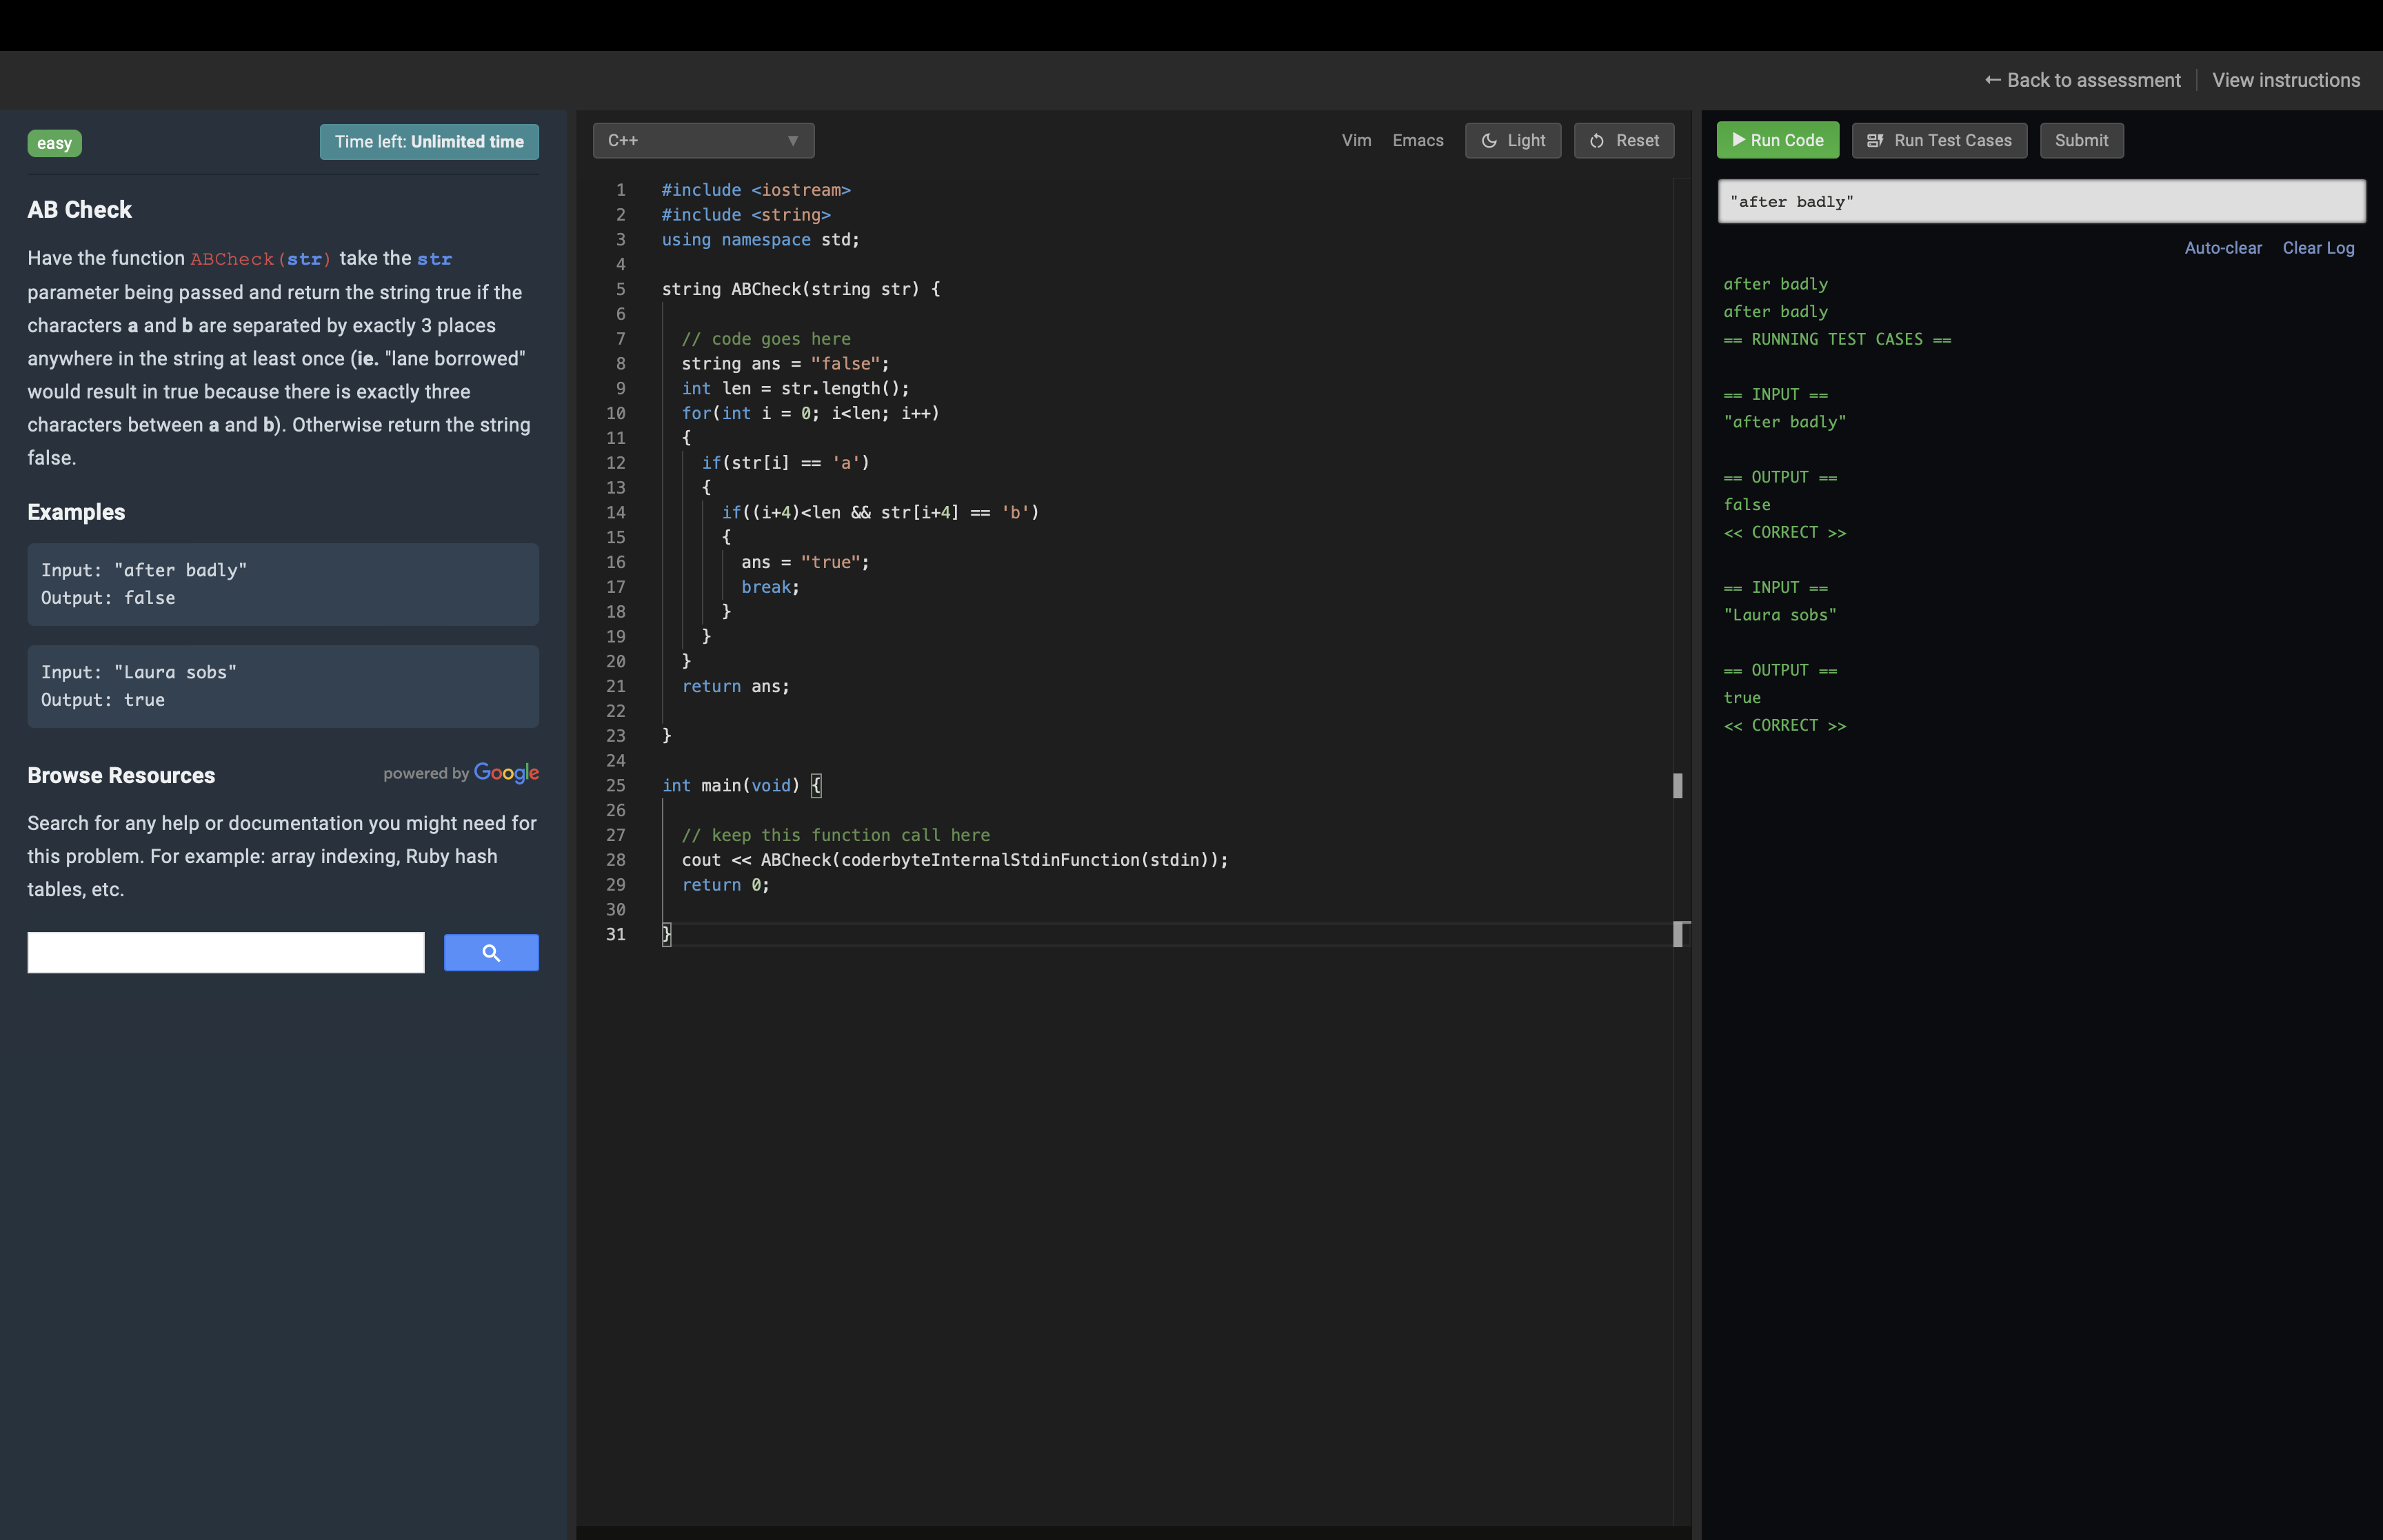 ← Back to assessment
View instructions
easy
Time left: Unlimited time
AB Check
Have the function ABCheck(str) take the str
parameter being passed and return the string true if the
characters a and b are separated by exactly 3 places
anywhere in the string at least once (ie. "lane borrowed"
would result in true because there is exactly three
characters between a and b). Otherwise return the string
false.
Examples
Input: "after badly"
Output: false
Input: "Laura sobs"
Output: true
Browse Resources
powered by Google
Search for any help or documentation you might need for
this problem. For example: array indexing, Ruby hash
tables, etc.
C++
Vim
Emacs
Light
Reset
1 #include <iostream>
2 #include <string>
3 using namespace std;
4
5 string ABCheck(string str) {
6
7 // code goes here
8 string ans = "false";
9 int len = str.length();
10 for(int i = 0; i<len; i++)
11 {
12 if(str[i] == 'a')
13 {
14 if((i+4)<len && str[i+4] == 'b')
15 {
16 ans = "true";
17 break;
18 }
19 }
20 }
21 return ans;
22
23 }
24
25 int main(void) {
26
27 // keep this function call here
28 cout << ABCheck(coderbyteInternalStdinFunction(stdin));
29 return 0;
30
31 }
Run Code
Run Test Cases
Submit
"after badly"
Auto-clear
Clear Log
after badly
after badly
== RUNNING TEST CASES ==
== INPUT ==
"after badly"
== OUTPUT ==
false
<< CORRECT >>
== INPUT ==
"Laura sobs"
== OUTPUT ==
true
<< CORRECT >>